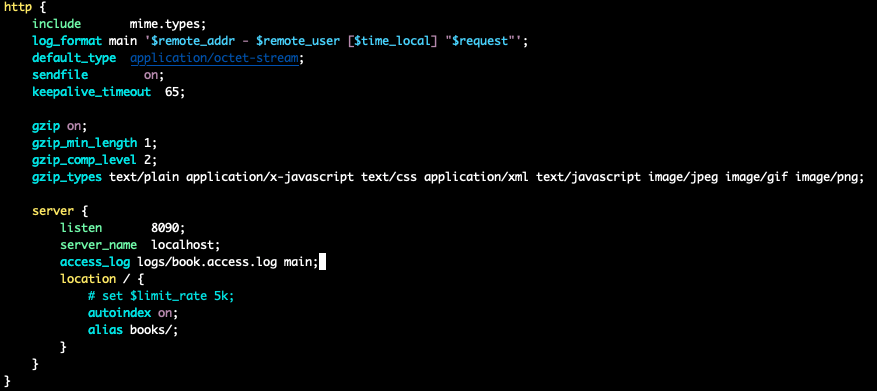 http {
    include       mime.types;
    log_format main '$remote_addr - $remote_user [$time_local] "$request"';
    default_type  application/octet-stream;
    sendfile        on;
    keepalive_timeout  65;

    gzip on;
    gzip_min_length 1;
    gzip_comp_level 2;
    gzip_types text/plain application/x-javascript text/css application/xml text/javascript image/jpeg image/gif image/png;

    server {
        listen       8090;
        server_name  localhost;
        access_log logs/book.access.log main;
        location / {
            # set $limit_rate 5k;
            autoindex on;
            alias books/;
        }
    }
}